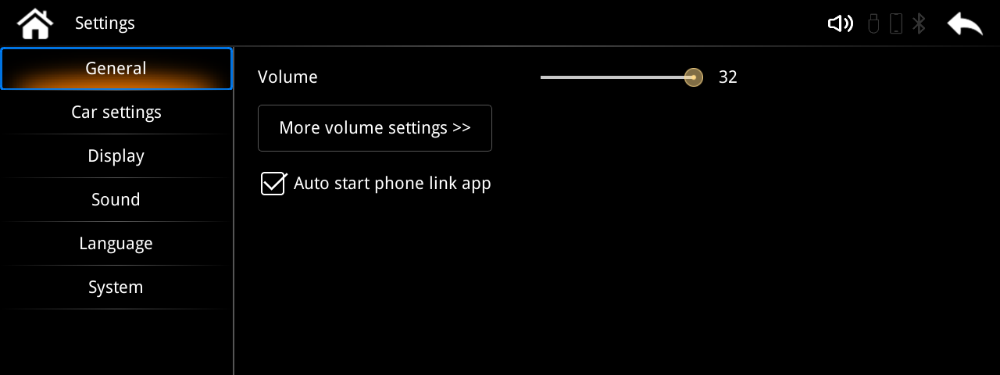 Settings
General
Car settings
Display
Sound
Language
System
Volume
32
More volume settings >>
Auto start phone link app